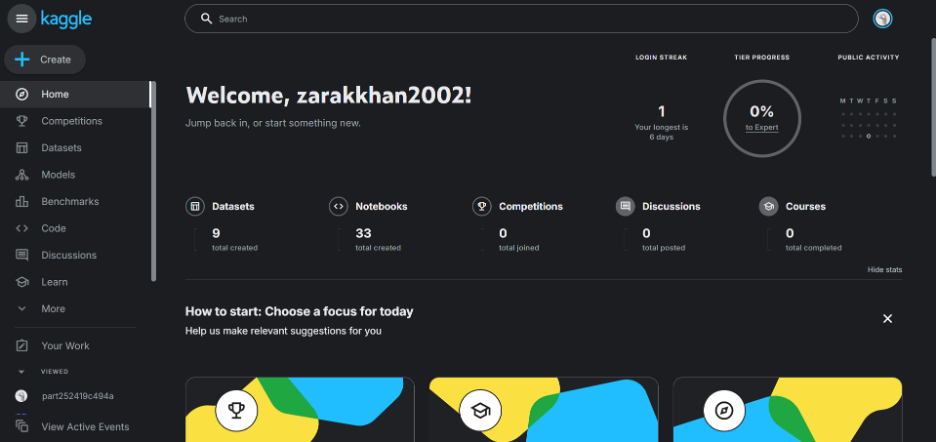 kaggle
Search
Create
Home
Competitions
Datasets
Models
Benchmarks
Code
Discussions
Learn
More
Your Work
VIEWED
part252419c494a
View Active Events
Welcome, zarakkhan2002!
Jump back in, or start something new.
LOGIN STREAK
1
Your longest is
6 days
TIER PROGRESS
0%
to Expert
PUBLIC ACTIVITY
M T W T F S S
Datasets
9
total created
Notebooks
33
total created
Competitions
0
total joined
Discussions
0
total posted
Courses
0
total completed
Hide stats
How to start: Choose a focus for today
Help us make relevant suggestions for you